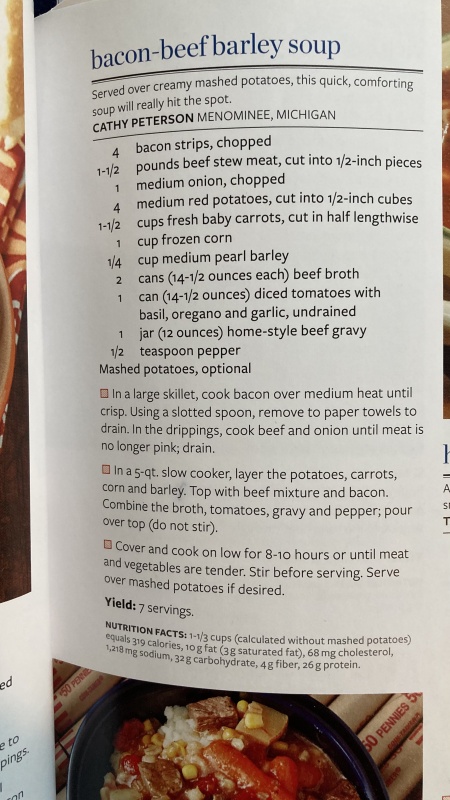 bacon-beef barley soup
Served over creamy mashed potatoes, this quick, comforting
soup will really hit the spot.
CATHY PETERSON MENOMINEE, MICHIGAN
4 bacon strips, chopped
1-1/2 pounds beef stew meat, cut into 1/2-inch pieces
1 medium onion, chopped
4 medium red potatoes, cut into 1/2-inch cubes
1-1/2 cups fresh baby carrots, cut in half lengthwise
1 cup frozen corn
1/4 cup medium pearl barley
2 cans (14-1/2 ounces each) beef broth
1 can (14-1/2 ounces) diced tomatoes with
basil, oregano and garlic, undrained
1 jar (12 ounces) home-style beef gravy
1/2 teaspoon pepper
Mashed potatoes, optional
In a large skillet, cook bacon over medium heat until
crisp. Using a slotted spoon, remove to paper towels to
drain. In the drippings, cook beef and onion until meat is
no longer pink; drain.
In a 5-qt. slow cooker, layer the potatoes, carrots,
corn and barley. Top with beef mixture and bacon.
Combine the broth, tomatoes, gravy and pepper; pour
over top (do not stir).
Cover and cook on low for 8-10 hours or until meat
and vegetables are tender. Stir before serving. Serve
over mashed potatoes if desired.
Yield: 7 servings.
NUTRITION FACTS: 1-1/3 cups (calculated without mashed potatoes)
equals 319 calories, 10 g fat (3 g saturated fat), 68 mg cholesterol,
1,218 mg sodium, 32 g carbohydrate, 4 g fiber, 26 g protein.
50 PENNIES
50 PENNIES